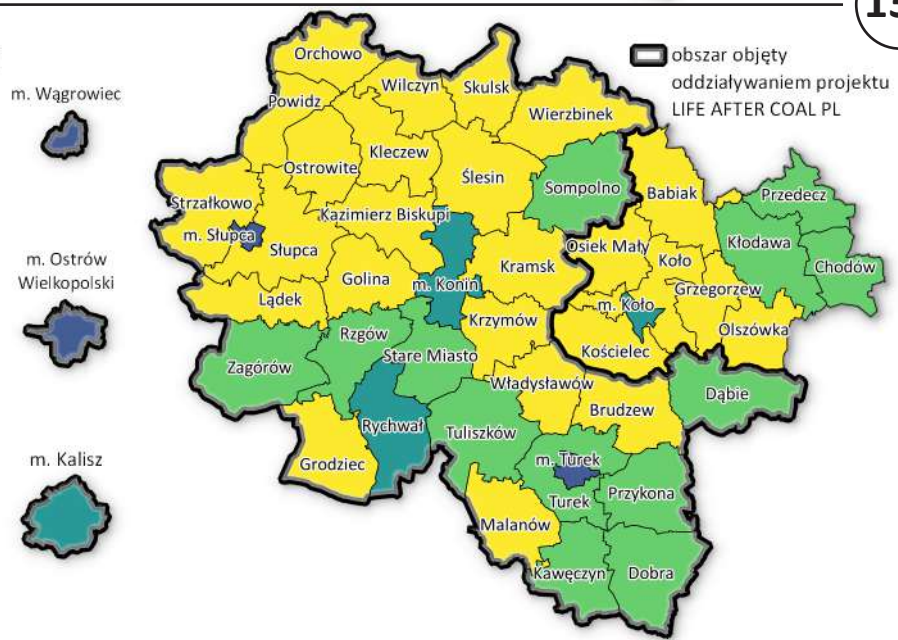 15
obszar objęty
oddziaływaniem projektu
LIFE AFTER COAL PL
m. Wągrowiec
m. Ostrów
Wielkopolski
m. Kalisz
Orchowo
Wilczyn
Skulsk
Powidz
Wierzbinek
Kleczew
Ostrowite
Ślesin
Sompolno
Strzałkowo
Babiak
Przedecz
Kazimierz Biskupi
m. Słupca
Słupca
Osiek Mały
Kłodawa
Koło
Kramsk
Chodów
Golina
m. Konin
Grzegorzew
Lądek
m. Koło
Krzymów
Olszówka
Rzgów
Stare Miasto
Kościelec
Zagórów
Władysławów
Dąbie
Brudzew
Rychwał
Tuliszków
Grodziec
m. Turek
Turek
Przykona
Malanów
Kawęczyn
Dobra